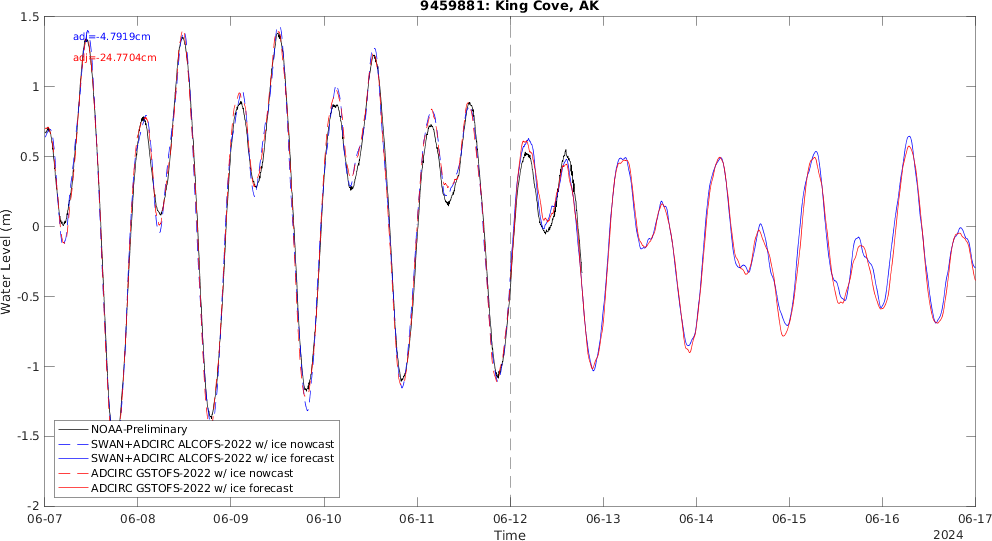 9459881: King Cove, AK
adj=-4.7919cm
adj=-24.7704cm
1.5
1
0.5
0
-0.5
-1
-1.5
-2
Water Level (m)
NOAA-Preliminary
SWAN+ADCIRC ALCOFS-2022 w/ ice nowcast
SWAN+ADCIRC ALCOFS-2022 w/ ice forecast
ADCIRC GSTOFS-2022 w/ ice nowcast
ADCIRC GSTOFS-2022 w/ ice forecast
06-07 06-08 06-09 06-10 06-11 06-12 06-13 06-14 06-15 06-16 06-17
Time
2024